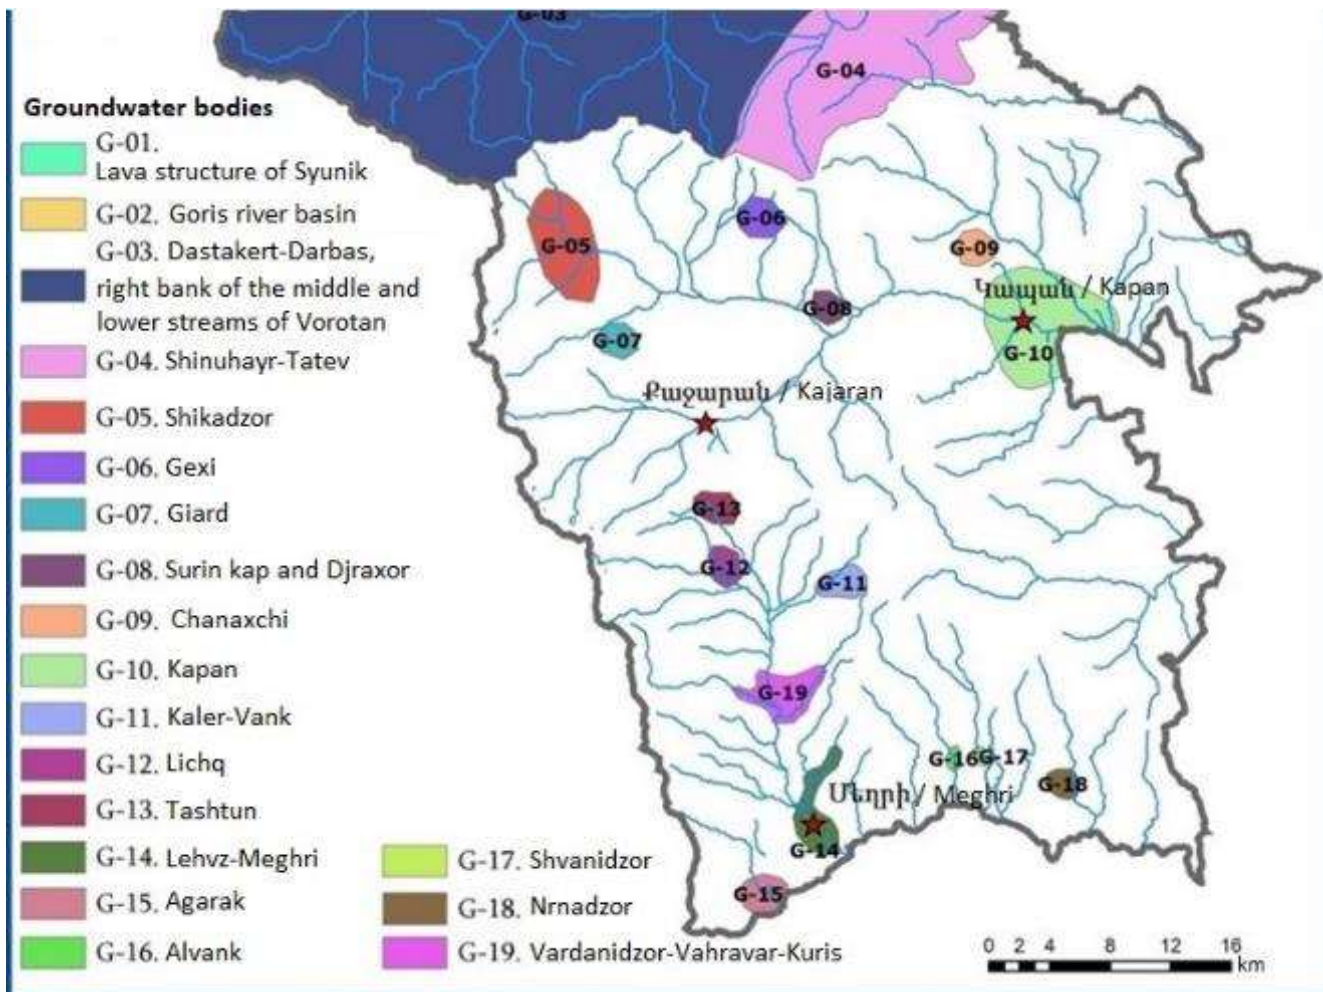 G-03
G-04
Groundwater bodies
G-01.
Lava structure of Syunik
G-02. Goris river basin
G-03. Dastakert-Darbas,
right bank of the middle and
lower streams of Vorotan
G-04. Shinuhayr-Tatev
G-05. Shikadzor
G-06. Gexi
G-07. Giard
G-08. Surin kap and Djraxor
G-09. Chanaxchi
G-10. Kapan
G-11. Kaler-Vank
G-12. Lichq
G-13. Tashtun
G-14. Lehvz-Meghri
G-15. Agarak
G-16. Alvank
G-17. Shvanidzor
G-18. Nrnadzor
G-19. Vardanidzor-Vahravar-Kuris
G-06
G-05
G-09
Կապան / Kapan
G-08
G-07
G-10
Քաջարան / Kajaran
G-13
G-12
G-11
G-19
G-16
G-17
G-18
Մեղրի / Meghri
G-14
G-15
0 2 4 8 12 16
km